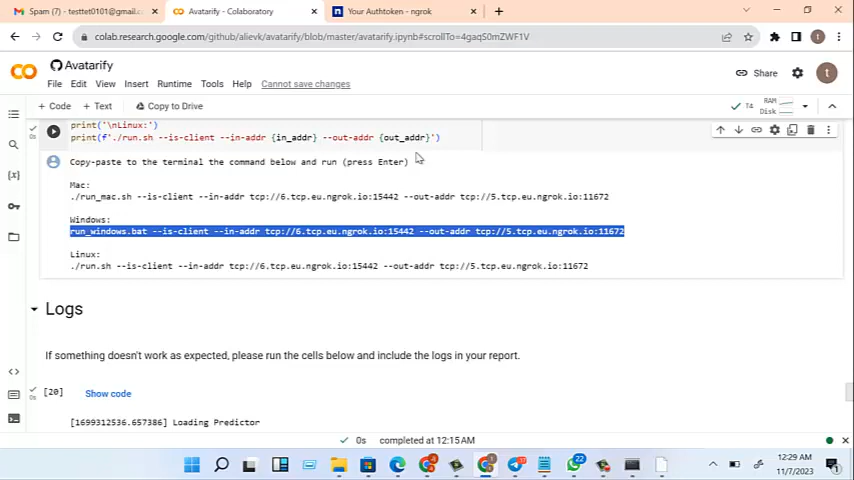 Spam (7) - testtet0101@gmail.c
Avatarify - Colaboratory
Your Authtoken - ngrok
colab.research.google.com/github/alievk/avatarify/blob/master/avatarify.ipynb#scrollTo=4gaqS0mZWF1V
t
Avatarify
File Edit View Insert Runtime Tools Help Cannot save changes
Share
t
+ Code + Text Copy to Drive
T4 RAM
Disk
print('\nLinux:')
0s
print(f'./run.sh --is-client --in-addr {in_addr} --out-addr {out_addr}')
Copy-paste to the terminal the command below and run (press Enter)
Mac:
./run_mac.sh --is-client --in-addr tcp://6.tcp.eu.ngrok.io:15442 --out-addr tcp://5.tcp.eu.ngrok.io:11672
Windows:
run_windows.bat --is-client --in-addr tcp://6.tcp.eu.ngrok.io:15442 --out-addr tcp://5.tcp.eu.ngrok.io:11672
Linux:
./run.sh --is-client --in-addr tcp://6.tcp.eu.ngrok.io:15442 --out-addr tcp://5.tcp.eu.ngrok.io:11672
Logs
If something doesn't work as expected, please run the cells below and include the logs in your report.
[20] Show code
0s
[1699312536.657386] Loading Predictor
0s completed at 12:15 AM
22
12:29 AM
11/7/2023